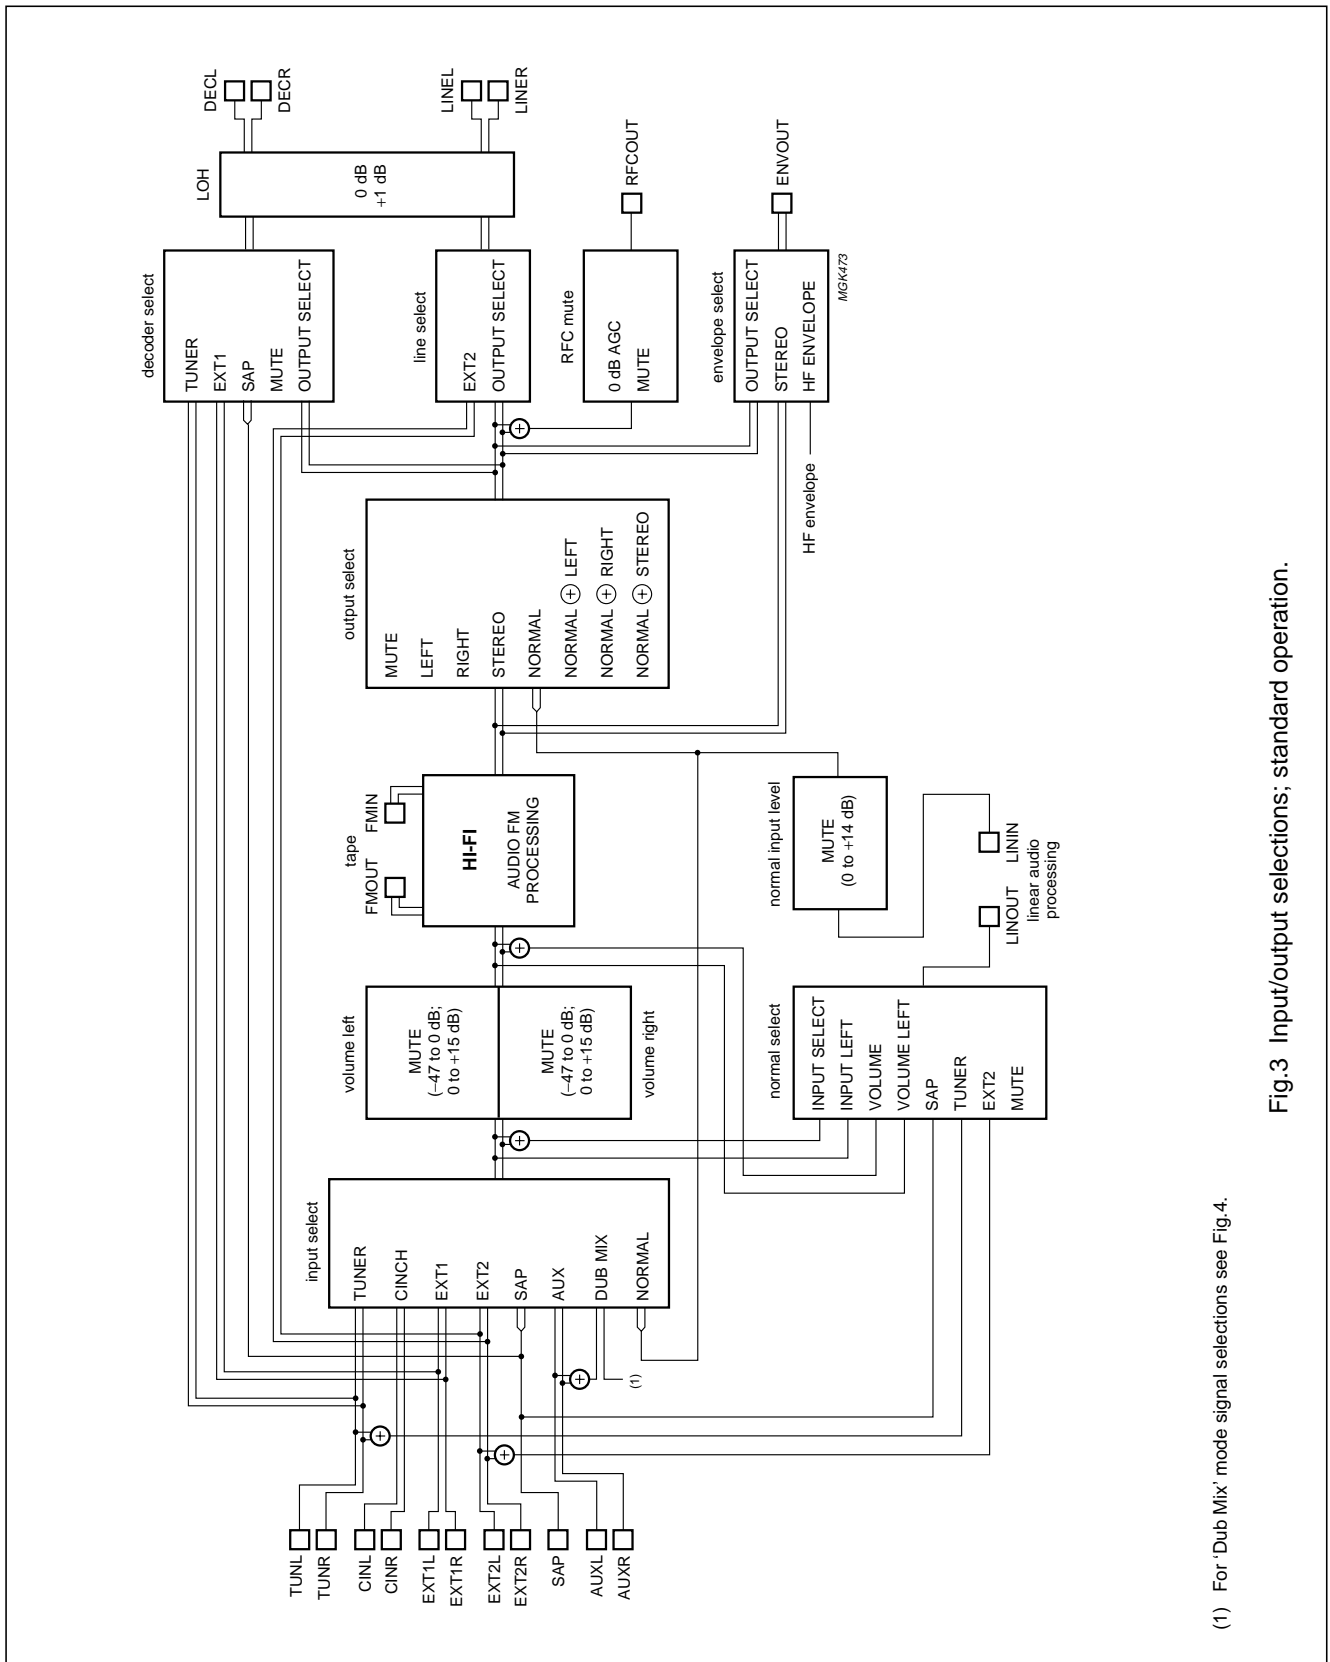 TUNL
TUNR
CINL
CINR
EXT1L
EXT1R
EXT2L
EXT2R
SAP
AUXL
AUXR
input select
TUNER
CINCH
EXT1
EXT2
SAP
AUX
DUB MIX
NORMAL
(1)
volume left
MUTE
(−47 to 0 dB;
0 to +15 dB)
MUTE
(−47 to 0 dB;
0 to +15 dB)
volume right
normal select
INPUT SELECT
INPUT LEFT
VOLUME
VOLUME LEFT
SAP
TUNER
EXT2
MUTE
tape
FMOUT
FMIN
HI-FI
AUDIO FM
PROCESSING
normal input level
MUTE
(0 to +14 dB)
LINOUT
LININ
linear audio
processing
output select
MUTE
LEFT
RIGHT
STEREO
NORMAL
NORMAL + LEFT
NORMAL + RIGHT
NORMAL + STEREO
HF envelope
decoder select
TUNER
EXT1
SAP
MUTE
OUTPUT SELECT
line select
EXT2
OUTPUT SELECT
RFC mute
0 dB AGC
MUTE
envelope select
OUTPUT SELECT
STEREO
HF ENVELOPE
MGK473
LOH
0 dB
+1 dB
DECL
DECR
LINEL
LINER
RFCOUT
ENVOUT
(1) For ‘Dub Mix’ mode signal selections see Fig.4.
Fig.3 Input/output selections; standard operation.